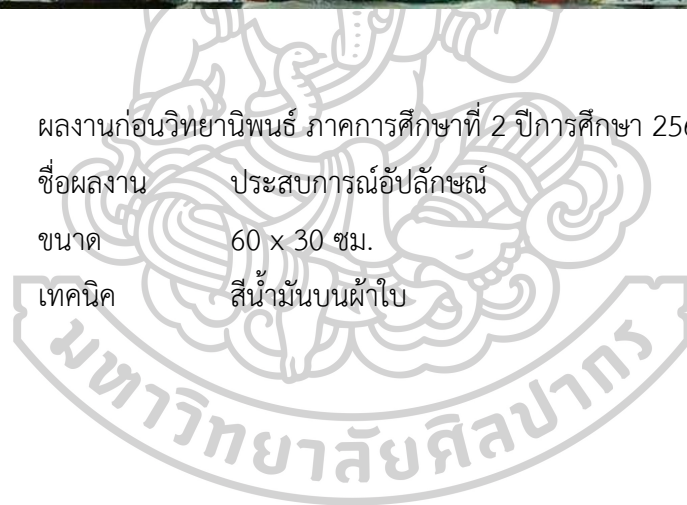 ผลงานก่อนวิทยานิพนธ์ ภาคการศึกษาที่ 2 ปีการศึกษา 256
ชื่อผลงาน ประสบการณ์อัปลักษณ์
ขนาด 60 x 30 ซม.
เทคนิค สีน้ำมันบนผ้าใบ
มหาวิทยาลัยศิลปากร